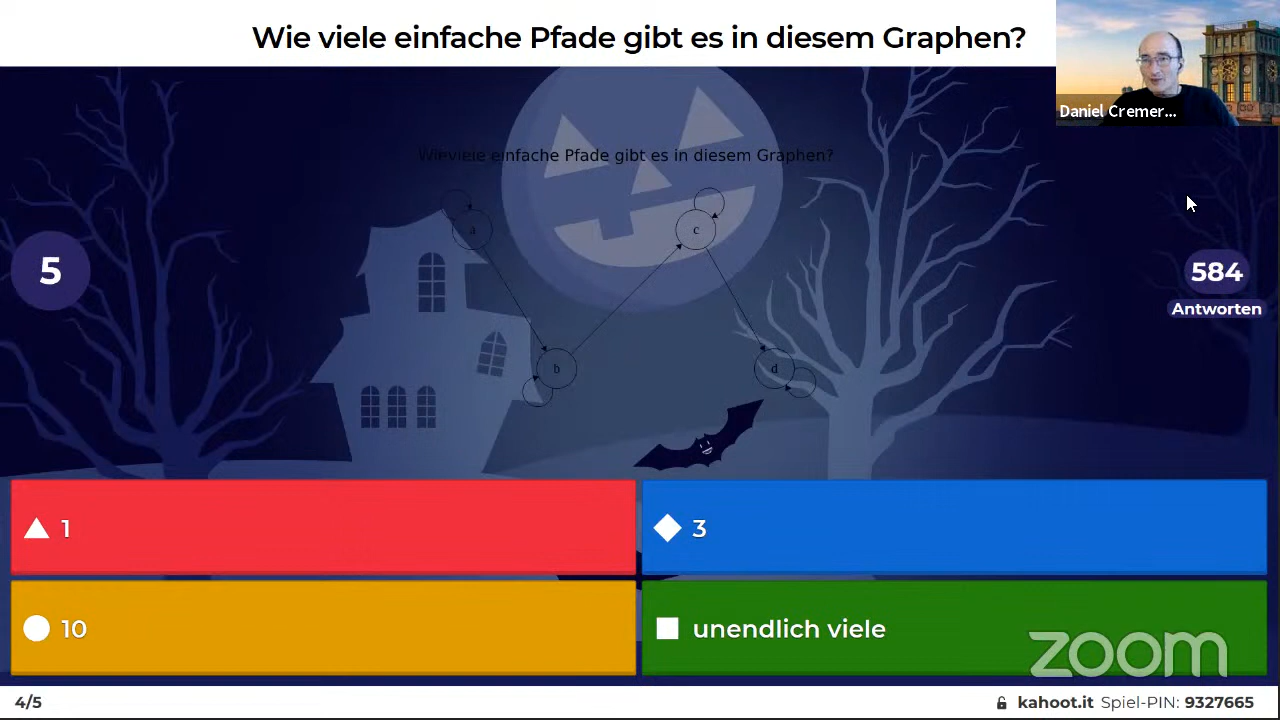 Wie viele einfache Pfade gibt es in diesem Graphen?
Daniel Cremer...
Wieviele einfache Pfade gibt es in diesem Graphen?
a
c
5
584
Antworten
b
d
1
3
10
unendlich viele
zoom
4/5
kahoot.it Spiel-PIN: 9327665